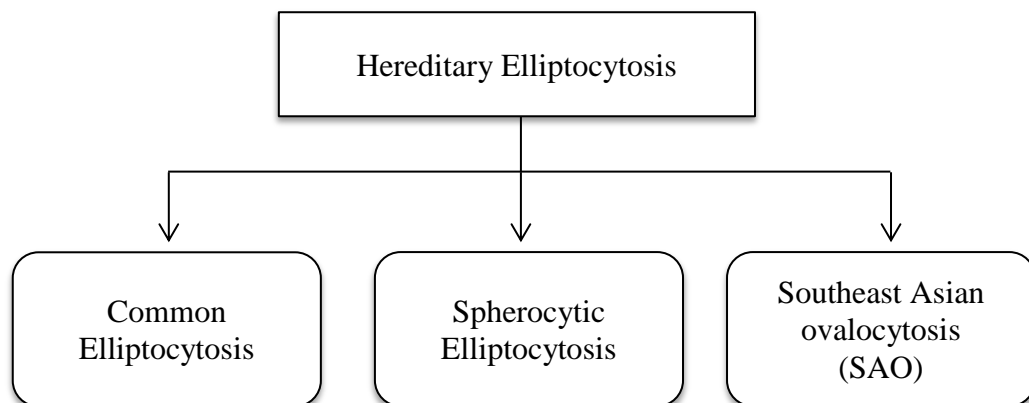 Hereditary Elliptocytosis
Common
Elliptocytosis
Spherocytic
Elliptocytosis
Southeast Asian
ovalocytosis
(SAO)